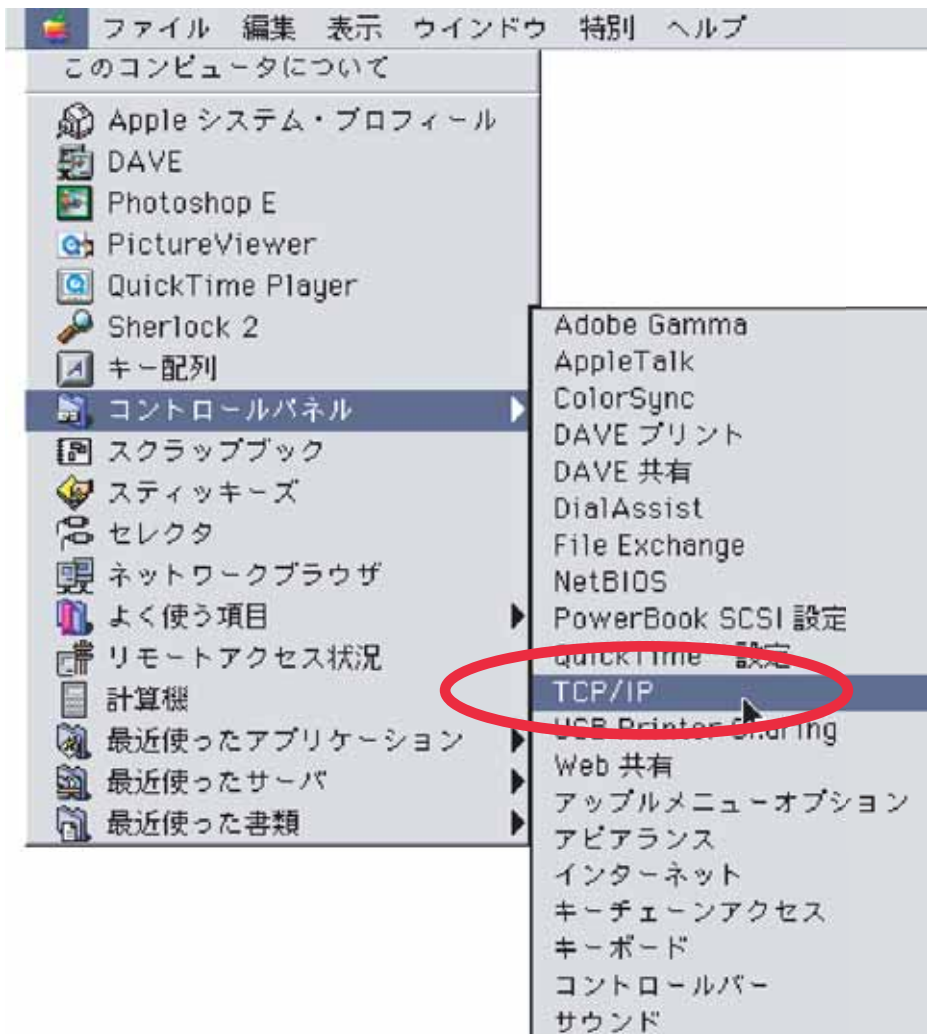 ファイル 編集 表示 ウインドウ 特別 ヘルプ
このコンピュータについて
Apple システム・プロフィール
DAVE
Photoshop E
PictureViewer
QuickTime Player
Sherlock 2
キー配列
コントロールパネル
スクラップブック
スティッキーズ
セレクタ
ネットワークブラウザ
よく使う項目
リモートアクセス状況
計算機
最近使ったアプリケーション
最近使ったサーバ
最近使った書類
Adobe Gamma
AppleTalk
ColorSync
DAVE プリント
DAVE 共有
DialAssist
File Exchange
NetBIOS
PowerBook SCSI 設定
QuickTime 設定
TCP/IP
USB Printer Sharing
Web 共有
アップルメニューオプション
アピアランス
インターネット
キーチェーンアクセス
キーボード
コントロールバー
サウンド